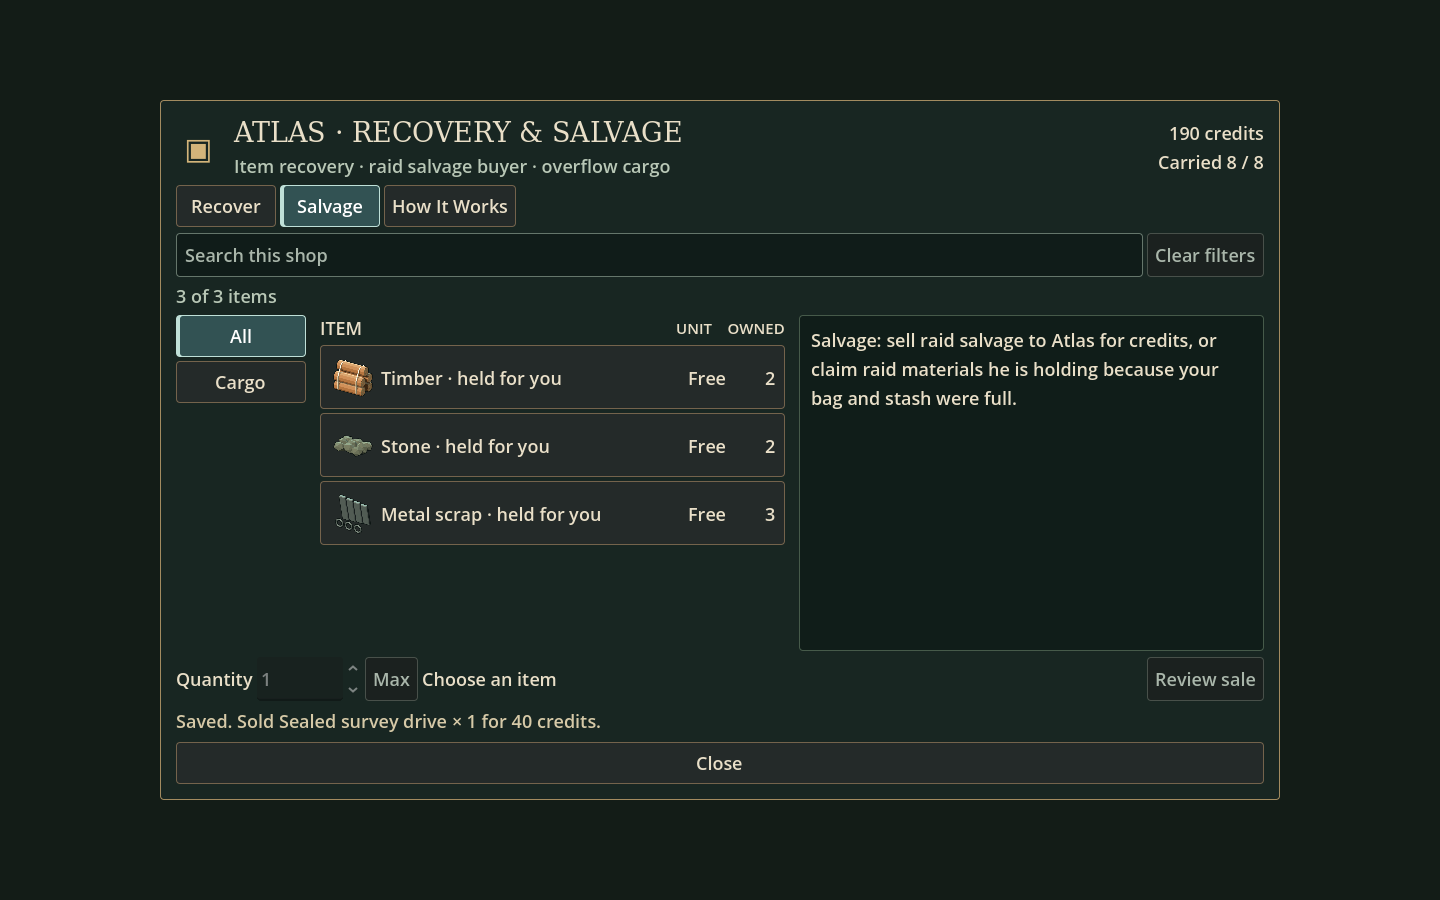 ATLAS · RECOVERY & SALVAGE
Item recovery · raid salvage buyer · overflow cargo
190 credits
Carried 8 / 8
Recover
Salvage
How It Works
Search this shop
Clear filters
3 of 3 items
All
Cargo
ITEM UNIT OWNED
Timber · held for you Free 2
Stone · held for you Free 2
Metal scrap · held for you Free 3
Salvage: sell raid salvage to Atlas for credits, or
claim raid materials he is holding because your
bag and stash were full.
Quantity 1 Max Choose an item
Review sale
Saved. Sold Sealed survey drive × 1 for 40 credits.
Close